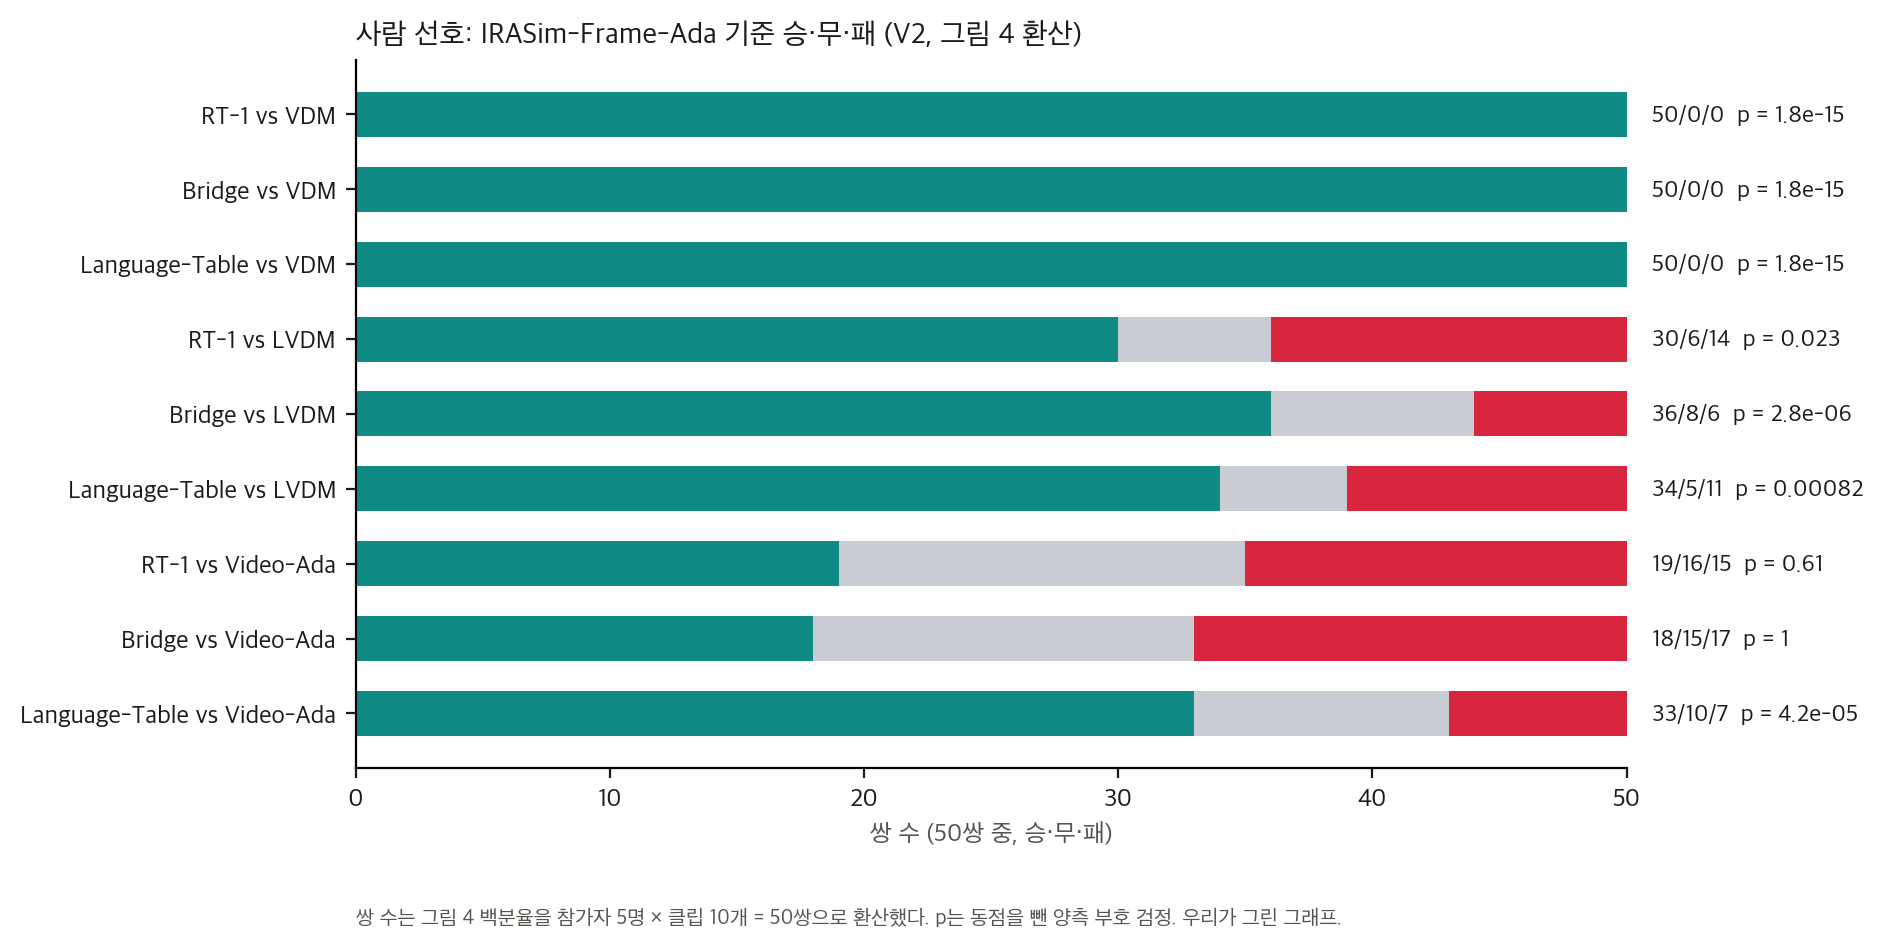 사람 선호: IRASim-Frame-Ada 기준 승·무·패 (V2, 그림 4 환산)
RT-1 vs VDM 50/0/0 p = 1.8e-15
Bridge vs VDM 50/0/0 p = 1.8e-15
Language-Table vs VDM 50/0/0 p = 1.8e-15
RT-1 vs LVDM 30/6/14 p = 0.023
Bridge vs LVDM 36/8/6 p = 2.8e-06
Language-Table vs LVDM 34/5/11 p = 0.00082
RT-1 vs Video-Ada 19/16/15 p = 0.61
Bridge vs Video-Ada 18/15/17 p = 1
Language-Table vs Video-Ada 33/10/7 p = 4.2e-05
0 10 20 30 40 50
쌍 수 (50쌍 중, 승·무·패)
쌍 수는 그림 4 백분율을 참가자 5명 × 클립 10개 = 50쌍으로 환산했다. p는 동점을 뺀 양측 부호 검정. 우리가 그린 그래프.